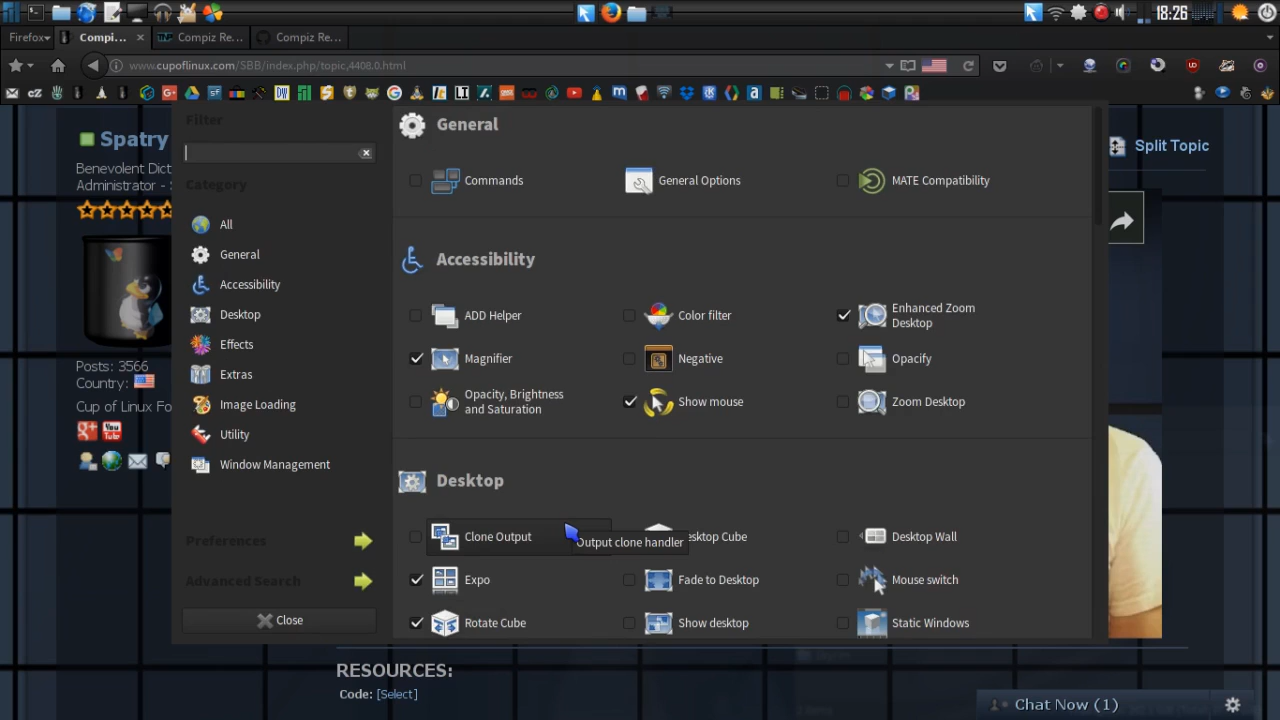 18:26
Firefox
Compi...
Compiz Re...
Compiz Re...
www.cupoflinux.com/SBB/index.php/topic,4408.0.html
Spatry
Benevolent Dict
Administrator - S
Posts: 3566
Country:
Cup of Linux Fo
Split Topic
Filter
Category
All
General
Accessibility
Desktop
Effects
Extras
Image Loading
Utility
Window Management
Preferences
Advanced Search
Close
General
Commands
General Options
MATE Compatibility
Accessibility
ADD Helper
Color filter
Enhanced Zoom
Desktop
Magnifier
Negative
Opacify
Opacity, Brightness
and Saturation
Show mouse
Zoom Desktop
Desktop
Clone Output
Output clone handler
esktop Cube
Desktop Wall
Expo
Fade to Desktop
Mouse switch
Rotate Cube
Show desktop
Static Windows
RESOURCES:
Code: [Select]
Chat Now (1)